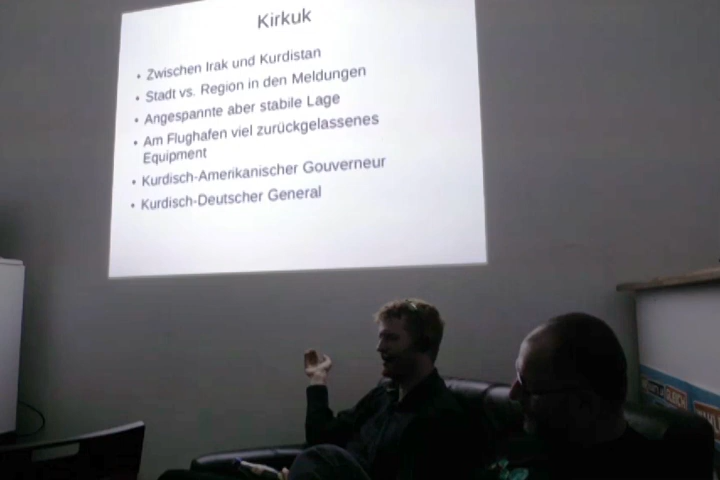 Kirkuk
• Zwischen Irak und Kurdistan
• Stadt vs. Region in den Meldungen
• Angespannte aber stabile Lage
• Am Flughafen viel zurückgelassenes
Equipment
• Kurdisch-Amerikanischer Gouverneur
• Kurdisch-Deutscher General